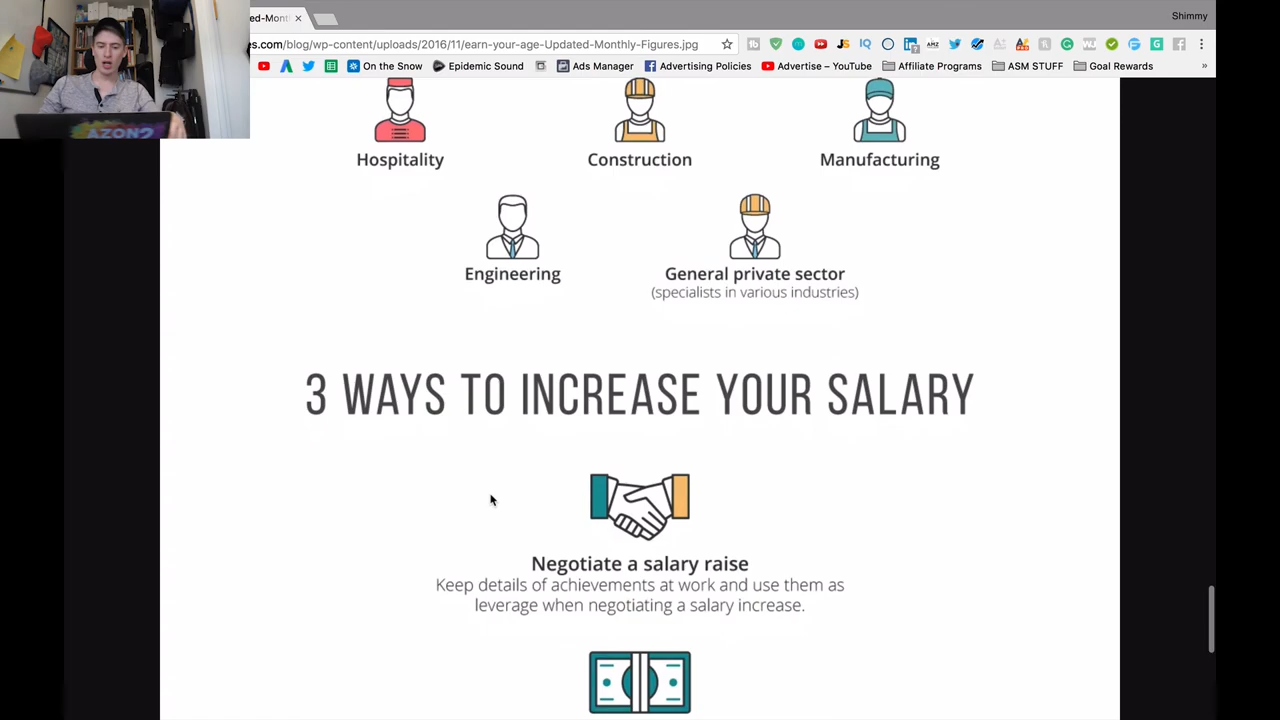 ed-Mont
Shimmy
es.com/blog/wp-content/uploads/2016/11/earn-your-age-Updated-Monthly-Figures.jpg
On the Snow
Epidemic Sound
Ads Manager
Advertising Policies
Advertise – YouTube
Affiliate Programs
ASM STUFF
Goal Rewards
»
AZON
Hospitality
Construction
Manufacturing
Engineering
General private sector
(specialists in various industries)
3 WAYS TO INCREASE YOUR SALARY
Negotiate a salary raise
Keep details of achievements at work and use them as
leverage when negotiating a salary increase.